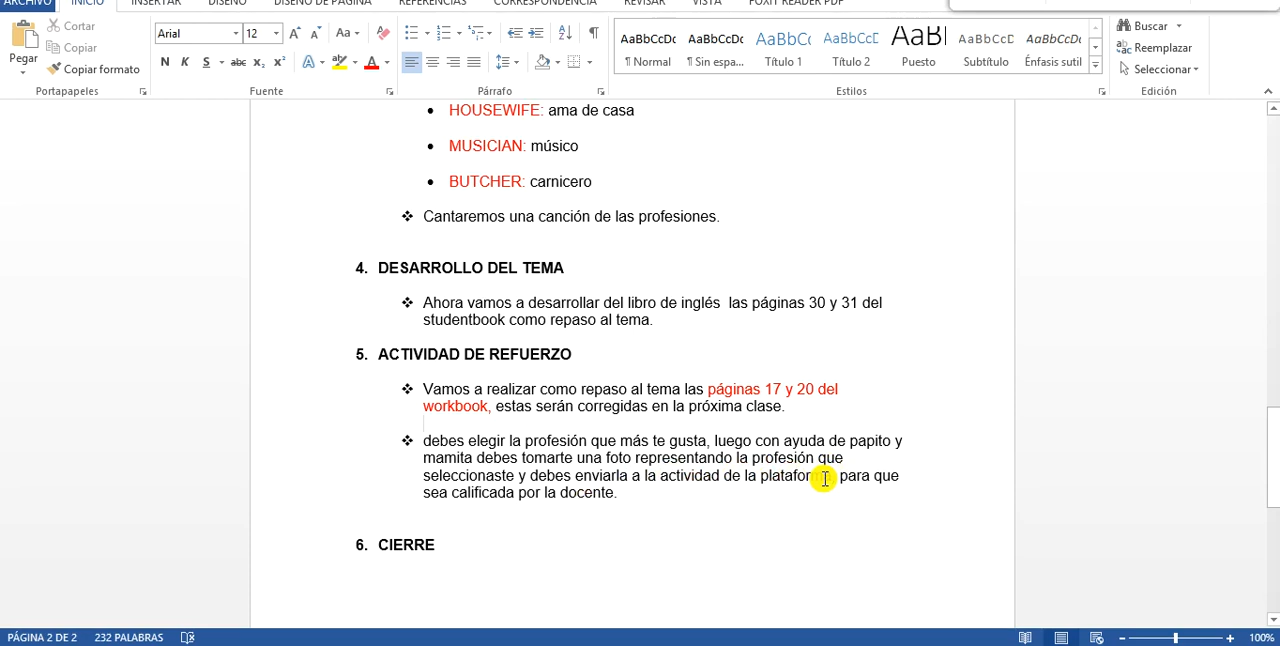 ARCHIVO INICIO INSERTAR DISEÑO DISEÑO DE PÁGINA REFERENCIAS CORRESPONDENCIA REVISAR VISTA FOXIT READER PDF
Pegar
Cortar
Copiar
Copiar formato
Portapapeles
Arial 12
Aa
N K S abc x₂ x²
Fuente
Párrafo
AaBbCcDc AaBbCcDc AaBbC AaBbCcD AaBl AaBbCcD AaBbCcDc
¶ Normal ¶ Sin espa... Título 1 Título 2 Puesto Subtítulo Énfasis sutil
Estilos
Buscar
Reemplazar
Seleccionar
Edición
• HOUSEWIFE: ama de casa
• MUSICIAN: músico
• BUTCHER: carnicero
❖ Cantaremos una canción de las profesiones.
4. DESARROLLO DEL TEMA
❖ Ahora vamos a desarrollar del libro de inglés las páginas 30 y 31 del
studentbook como repaso al tema.
5. ACTIVIDAD DE REFUERZO
❖ Vamos a realizar como repaso al tema las páginas 17 y 20 del
workbook, estas serán corregidas en la próxima clase.
❖ debes elegir la profesión que más te gusta, luego con ayuda de papito y
mamita debes tomarte una foto representando la profesión que
seleccionaste y debes enviarla a la actividad de la plataforma para que
sea calificada por la docente.
6. CIERRE
PÁGINA 2 DE 2 232 PALABRAS 100%